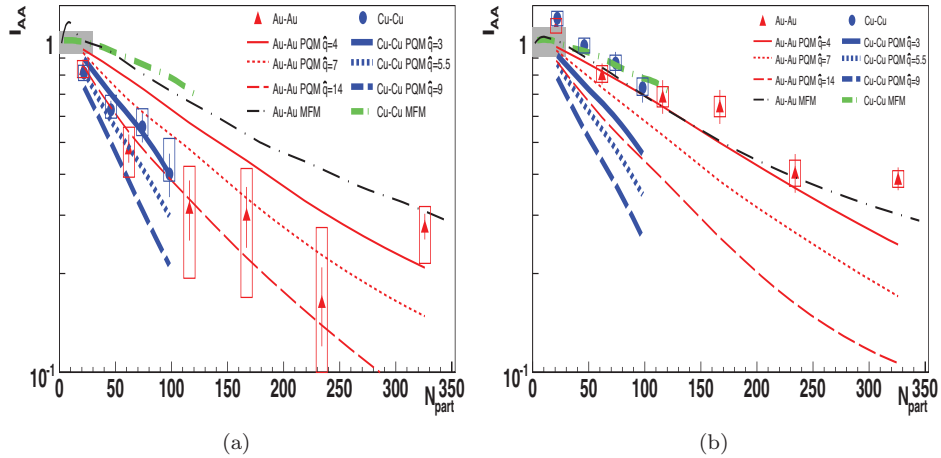 I_AA
1
10⁻¹
0 50 100 150 200 250 300 350
N_part
Au-Au
Cu-Cu
Au-Au PQM q̂=4
Cu-Cu PQM q̂=3
Au-Au PQM q̂=7
Cu-Cu PQM q̂=5.5
Au-Au PQM q̂=14
Cu-Cu PQM q̂=9
Au-Au MFM
Cu-Cu MFM
(a)
I_AA
1
10⁻¹
0 50 100 150 200 250 300 350
N_part
Au-Au
Cu-Cu
Au-Au PQM q̂=4
Cu-Cu PQM q̂=3
Au-Au PQM q̂=7
Cu-Cu PQM q̂=5.5
Au-Au PQM q̂=14
Cu-Cu PQM q̂=9
Au-Au MFM
Cu-Cu MFM
(b)